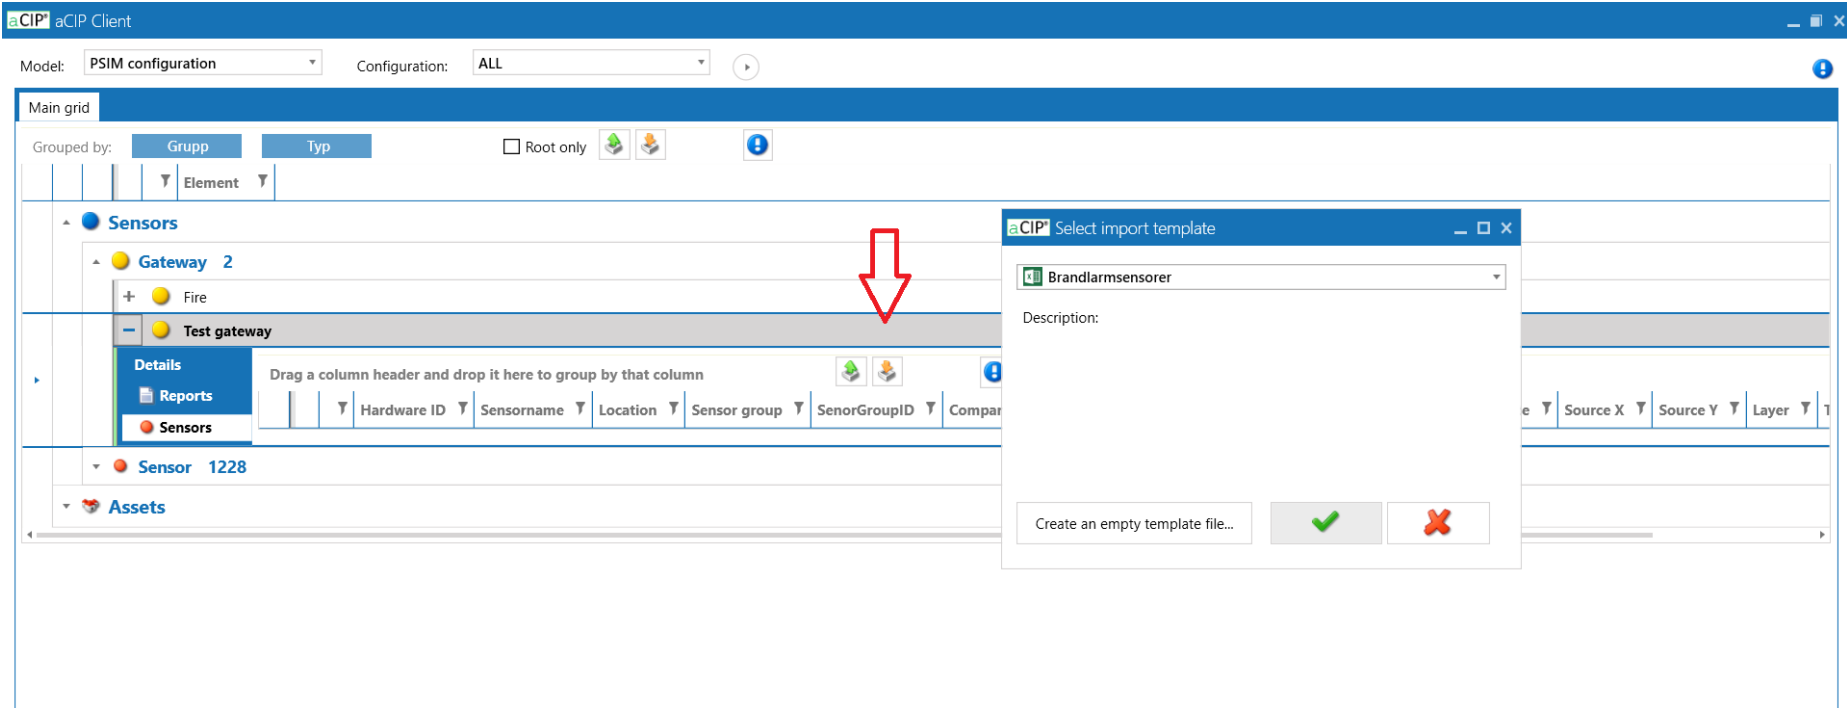 aCIP® aCIP Client
Model: PSIM configuration Configuration: ALL
Main grid
Grouped by: Grupp Typ Root only
Element
Sensors
Gateway 2
Fire
Test gateway
Details
Reports
Sensors
Drag a column header and drop it here to group by that column
Hardware ID Sensorname Location Sensor group SenorGroupID Compar
e Source X Source Y Layer T
Sensor 1228
Assets
aCIP® Select import template
Brandlarmsensorer
Description:
Create an empty template file...